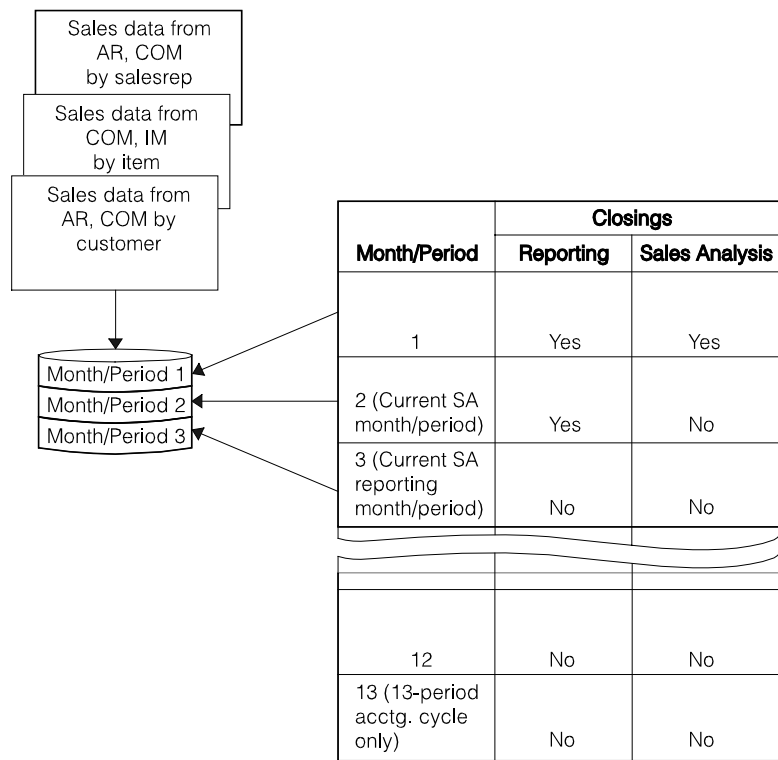 Sales data from
AR, COM
by salesrep
Sales data from
COM, IM
by item
Sales data from
AR, COM by
customer
Month/Period 1
Month/Period 2
Month/Period 3
Closings
Month/Period Reporting Sales Analysis
1 Yes Yes
2 (Current SA
month/period) Yes No
3 (Current SA
reporting
month/period) No No
12 No No
13 (13-period
acctg. cycle
only) No No